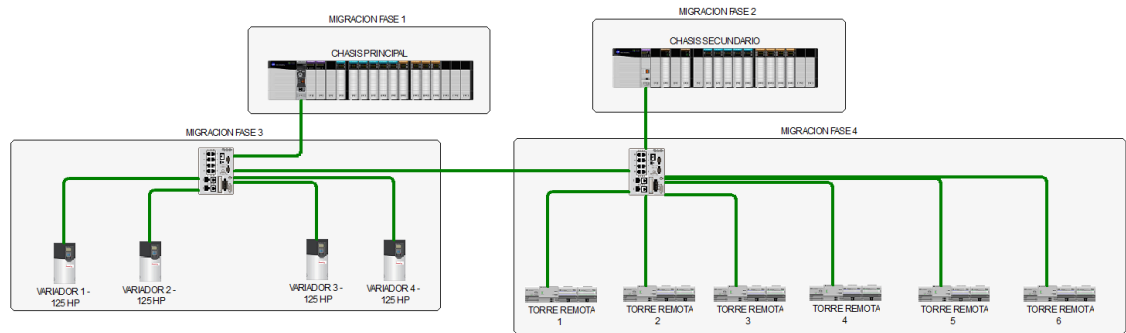 MIGRACION FASE 1
CHASIS PRINCIPAL
MIGRACION FASE 2
CHASIS SECUNDARIO
MIGRACION FASE 3
VARIADOR 1 -
125 HP
VARIADOR 2 -
125 HP
VARIADOR 3 -
125 HP
VARIADOR 4 -
125 HP
MIGRACION FASE 4
TORRE REMOTA
1
TORRE REMOTA
2
TORRE REMOTA
3
TORRE REMOTA
4
TORRE REMOTA
5
TORRE REMOTA
6